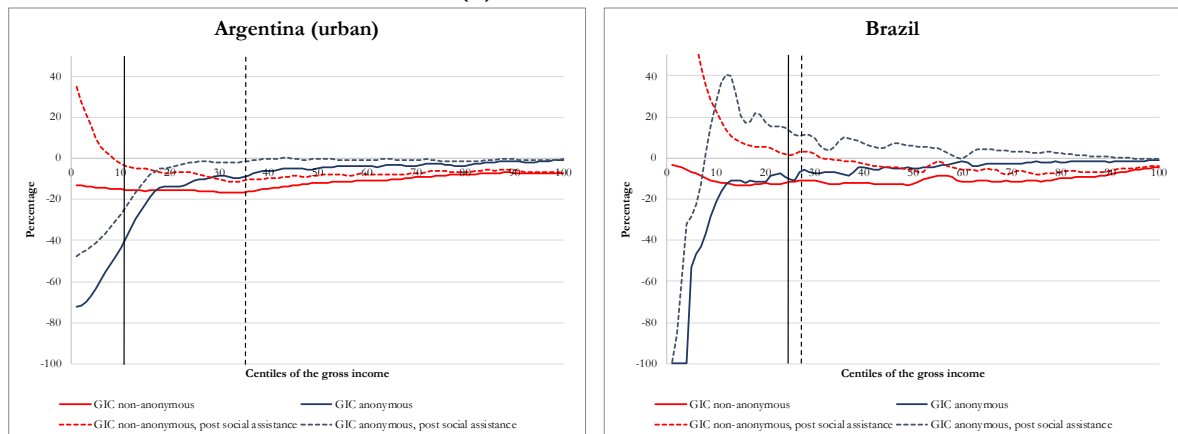 Argentina (urban)
40
20
0
-20
-40
-60
-80
-100
0 10 20 30 40 50 60 70 80 90 100
Percentage
Centiles of the gross income
GIC non-anonymous
GIC anonymous
GIC non-anonymous, post social assistance
GIC anonymous, post social assistance
Brazil
40
20
0
-20
-40
-60
-80
-100
0 10 20 30 40 50 60 70 80 90 100
Percentage
Centiles of the gross income
GIC non-anonymous
GIC anonymous
GIC non-anonymous, post social assistance
GIC anonymous, post social assistance